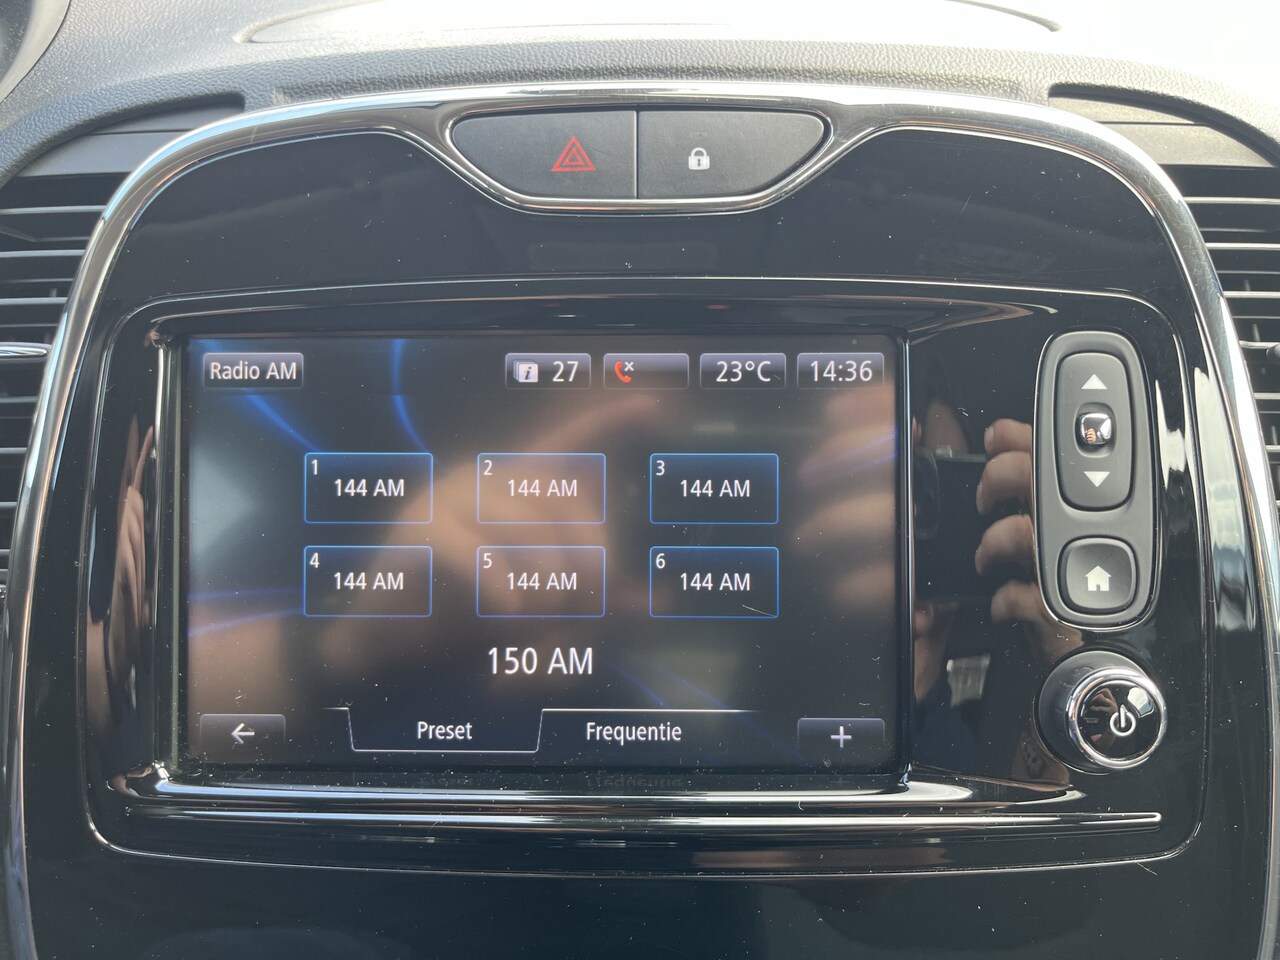 Radio AM 27 23°C 14:36
1 144 AM 2 144 AM 3 144 AM
4 144 AM 5 144 AM 6 144 AM
150 AM
Preset Frequentie +